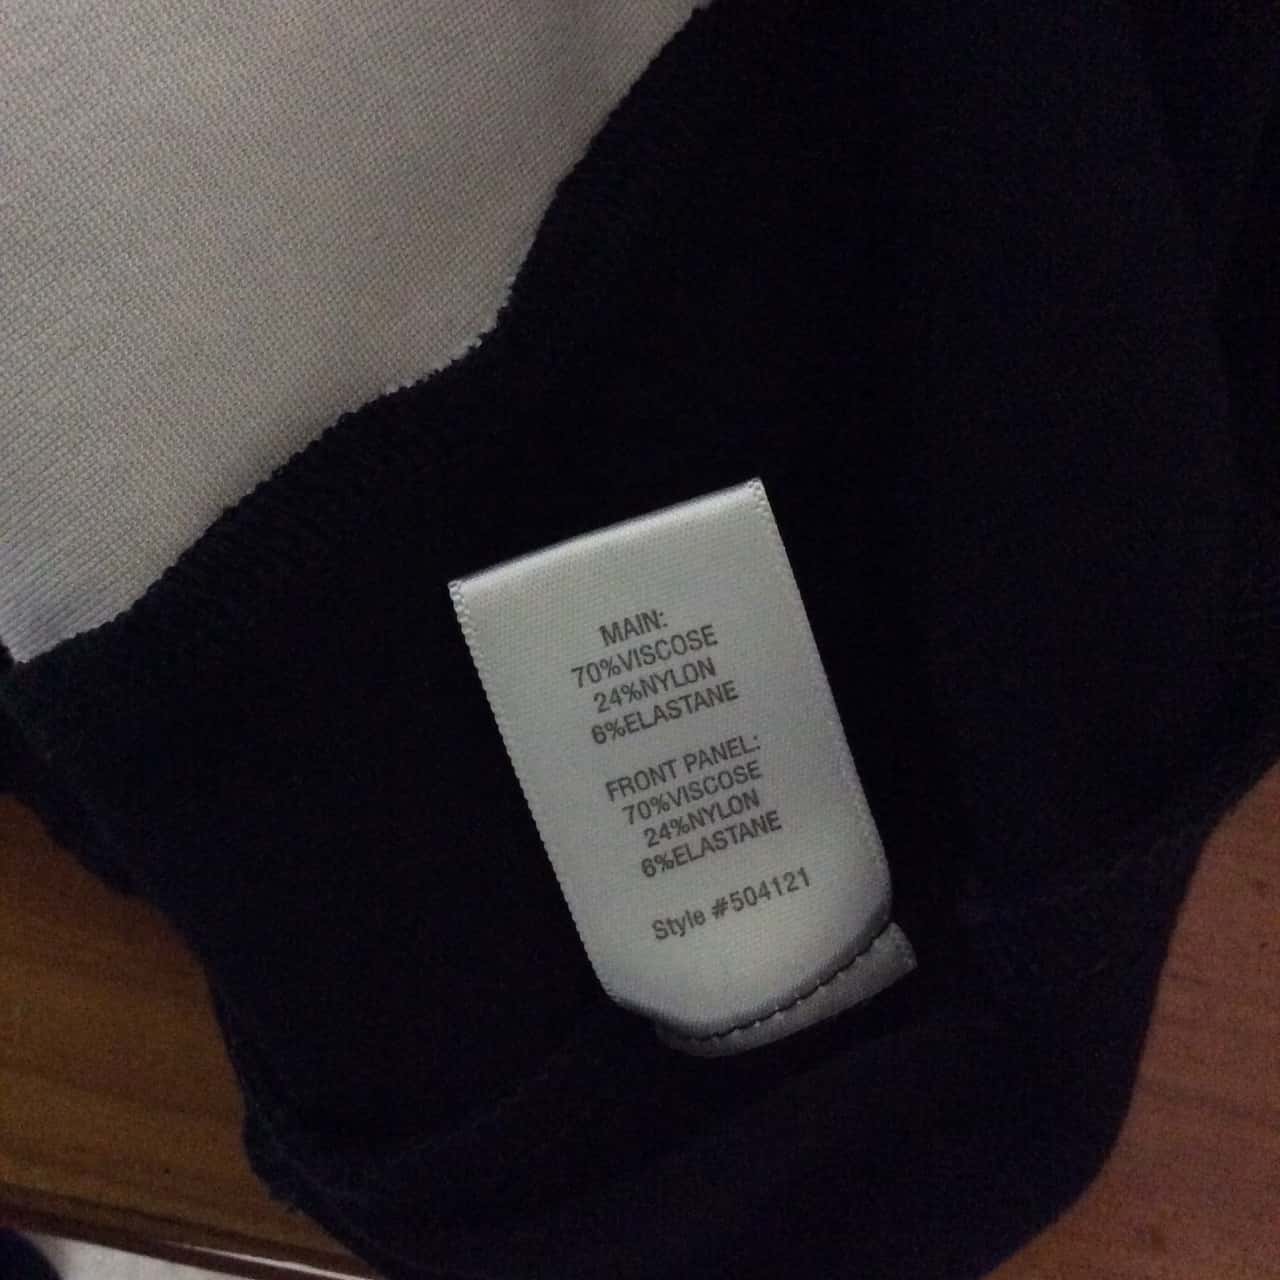 MAIN:
70%VISCOSE
24%NYLON
6%ELASTANE
FRONT PANEL:
70%VISCOSE
24%NYLON
6%ELASTANE
Style #504121